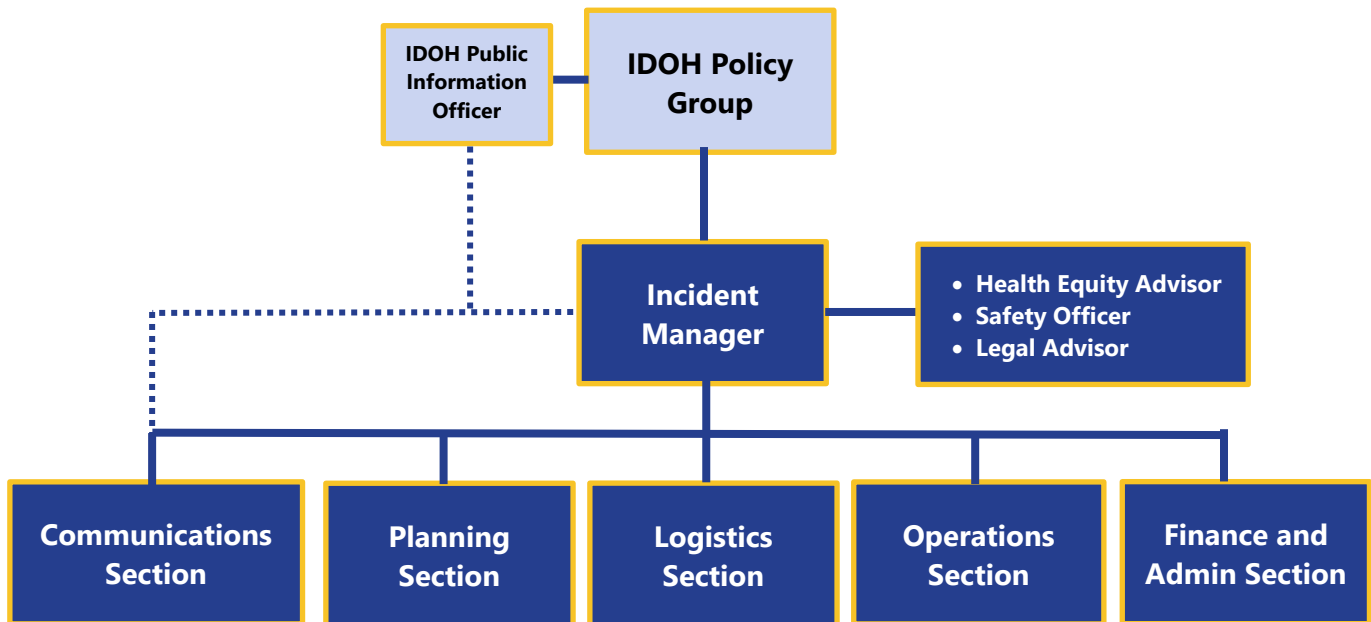 IDOH Public
Information
Officer
IDOH Policy
Group
Incident
Manager
• Health Equity Advisor
• Safety Officer
• Legal Advisor
Communications
Section
Planning
Section
Logistics
Section
Operations
Section
Finance and
Admin Section